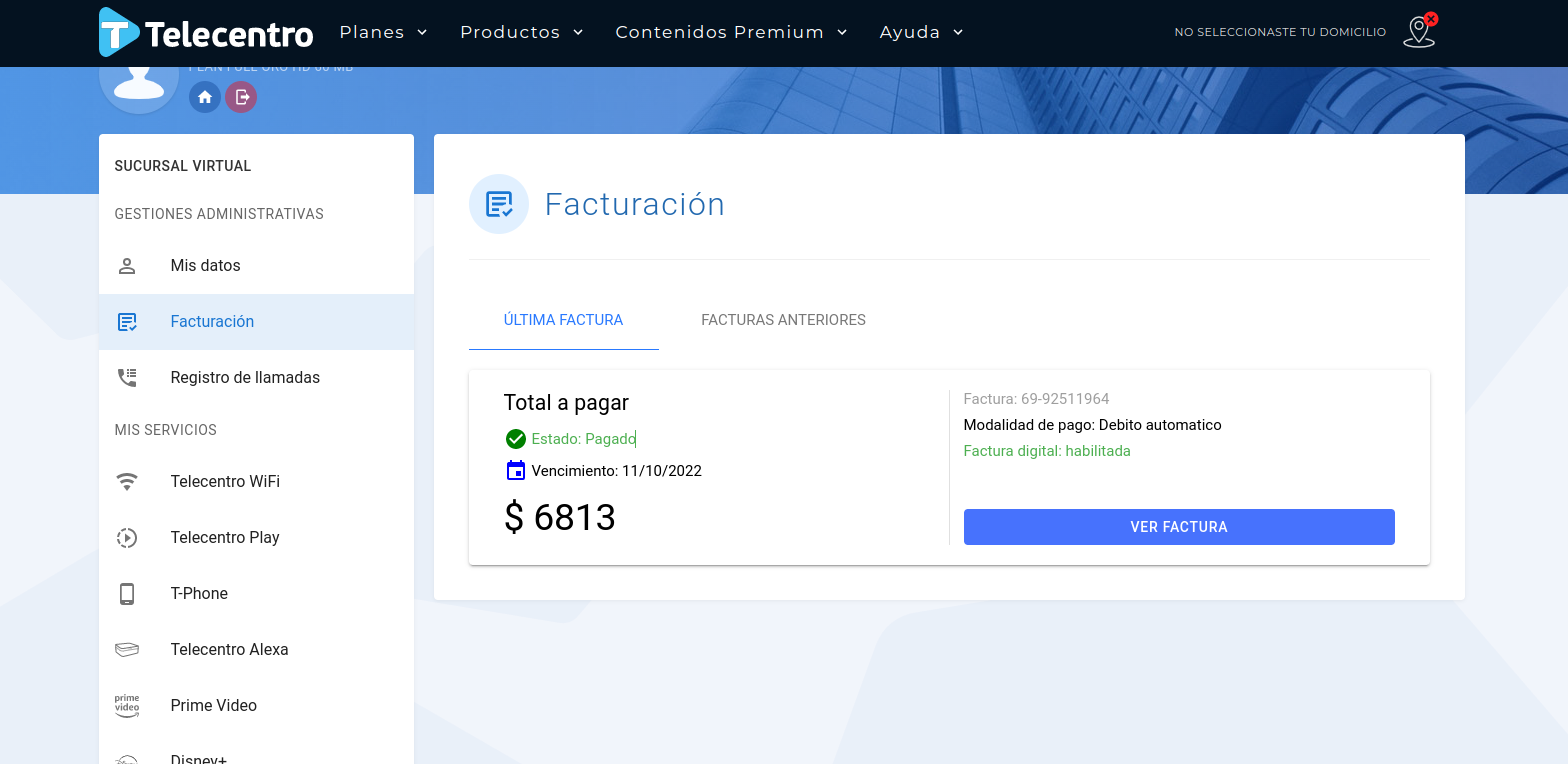 Telecentro
Planes
Productos
Contenidos Premium
Ayuda
NO SELECCIONASTE TU DOMICILIO
SUCURSAL VIRTUAL
GESTIONES ADMINISTRATIVAS
Mis datos
Facturación
Registro de llamadas
MIS SERVICIOS
Telecentro WiFi
Telecentro Play
T-Phone
Telecentro Alexa
prime
video
Prime Video
Disney+
Facturación
ÚLTIMA FACTURA
FACTURAS ANTERIORES
Total a pagar
Estado: Pagado
Vencimiento: 11/10/2022
$ 6813
Factura: 69-92511964
Modalidad de pago: Debito automatico
Factura digital: habilitada
VER FACTURA